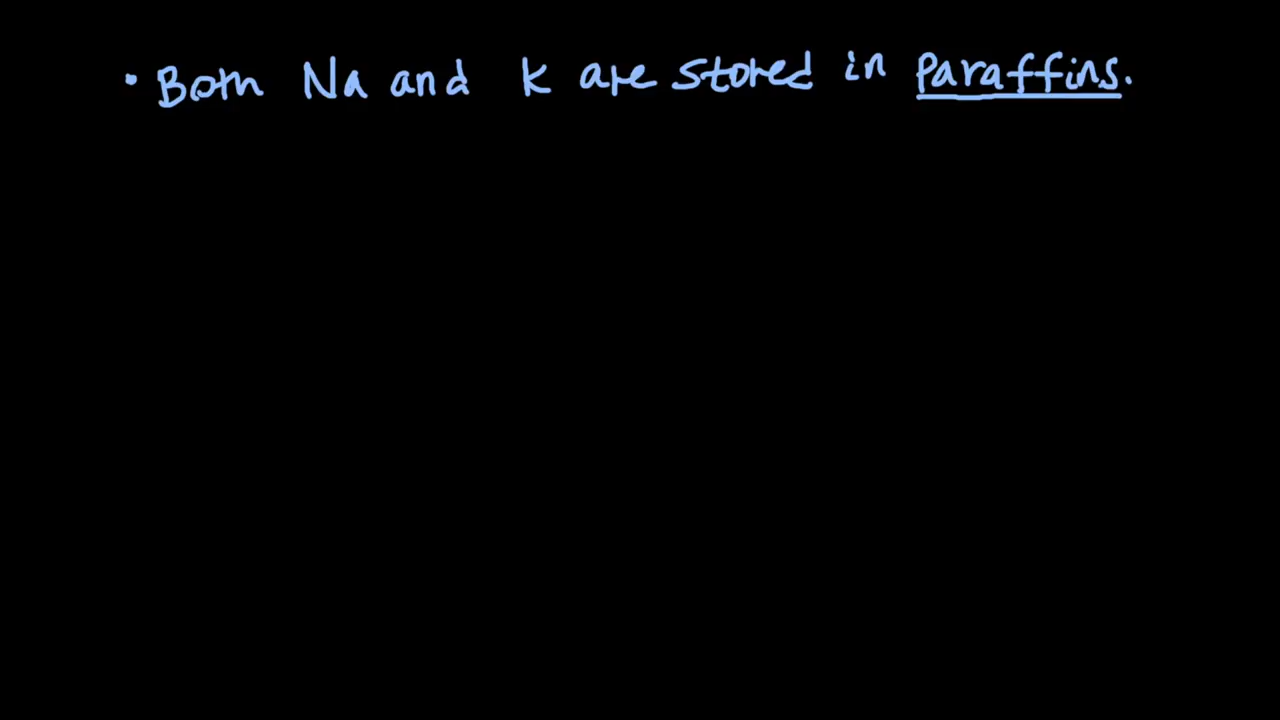 • Both Na and K are stored in Paraffins.